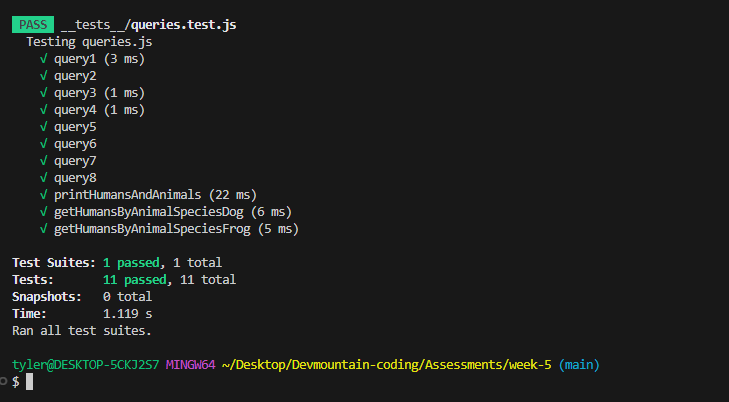 PASS __tests__/queries.test.js
Testing queries.js
√ query1 (3 ms)
√ query2
√ query3 (1 ms)
√ query4 (1 ms)
√ query5
√ query6
√ query7
√ query8
√ printHumansAndAnimals (22 ms)
√ getHumansByAnimalSpeciesDog (6 ms)
√ getHumansByAnimalSpeciesFrog (5 ms)
Test Suites: 1 passed, 1 total
Tests: 11 passed, 11 total
Snapshots: 0 total
Time: 1.119 s
Ran all test suites.
tyler@DESKTOP-5CKJ2S7 MINGW64 ~/Desktop/Devmountain-coding/Assessments/week-5 (main)
$